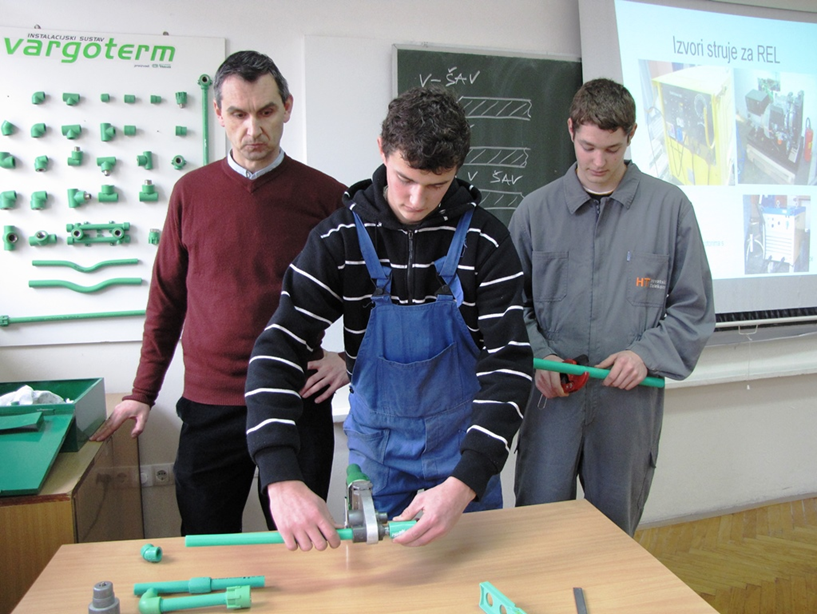 INSTALACIJSKI SUSTAV
vargoterm
V-ŠAV
V ŠAV
Izvori struje za REL